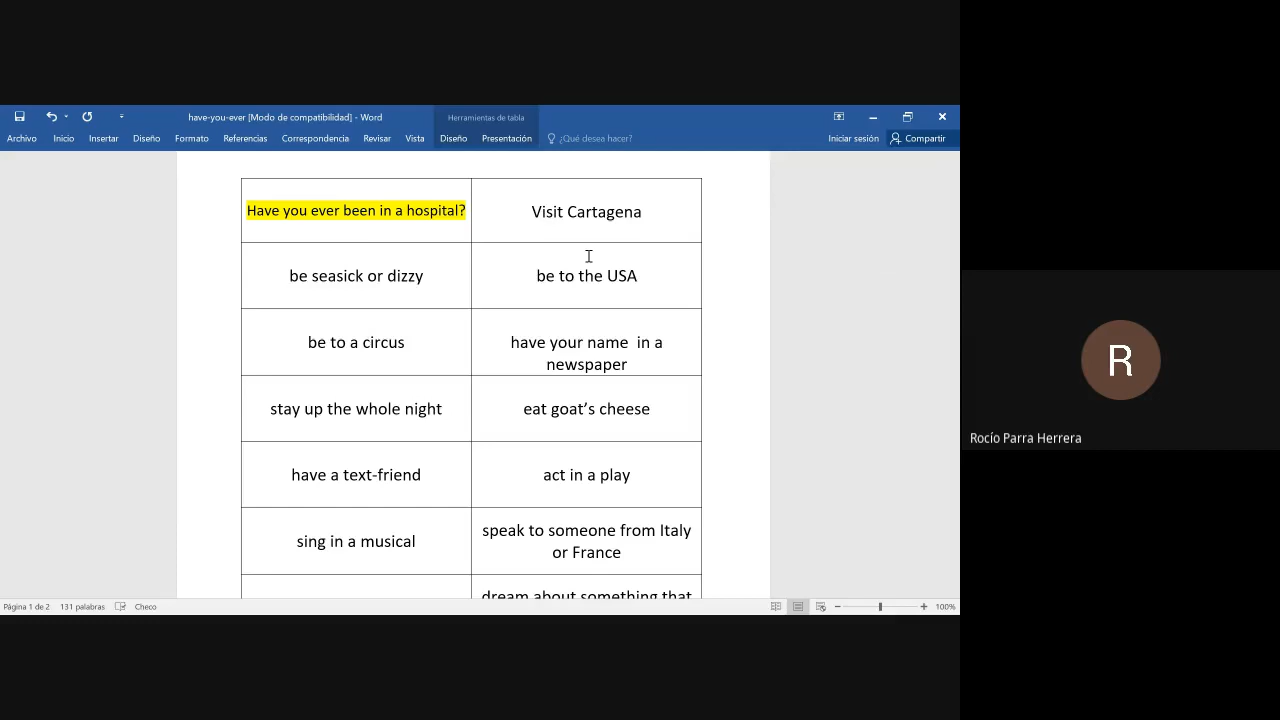 have-you-ever [Modo de compatibilidad] - Word
Herramientas de tabla
Archivo Inicio Insertar Diseño Formato Referencias Correspondencia Revisar Vista Diseño Presentación ¿Qué desea hacer? Iniciar sesión Compartir
Have you ever been in a hospital?
Visit Cartagena
be seasick or dizzy
be to the USA
be to a circus
have your name in a
newspaper
stay up the whole night
eat goat's cheese
have a text-friend
act in a play
sing in a musical
speak to someone from Italy
or France
dream about something that
Página 1 de 2 131 palabras Checo 100%
R
Rocío Parra Herrera